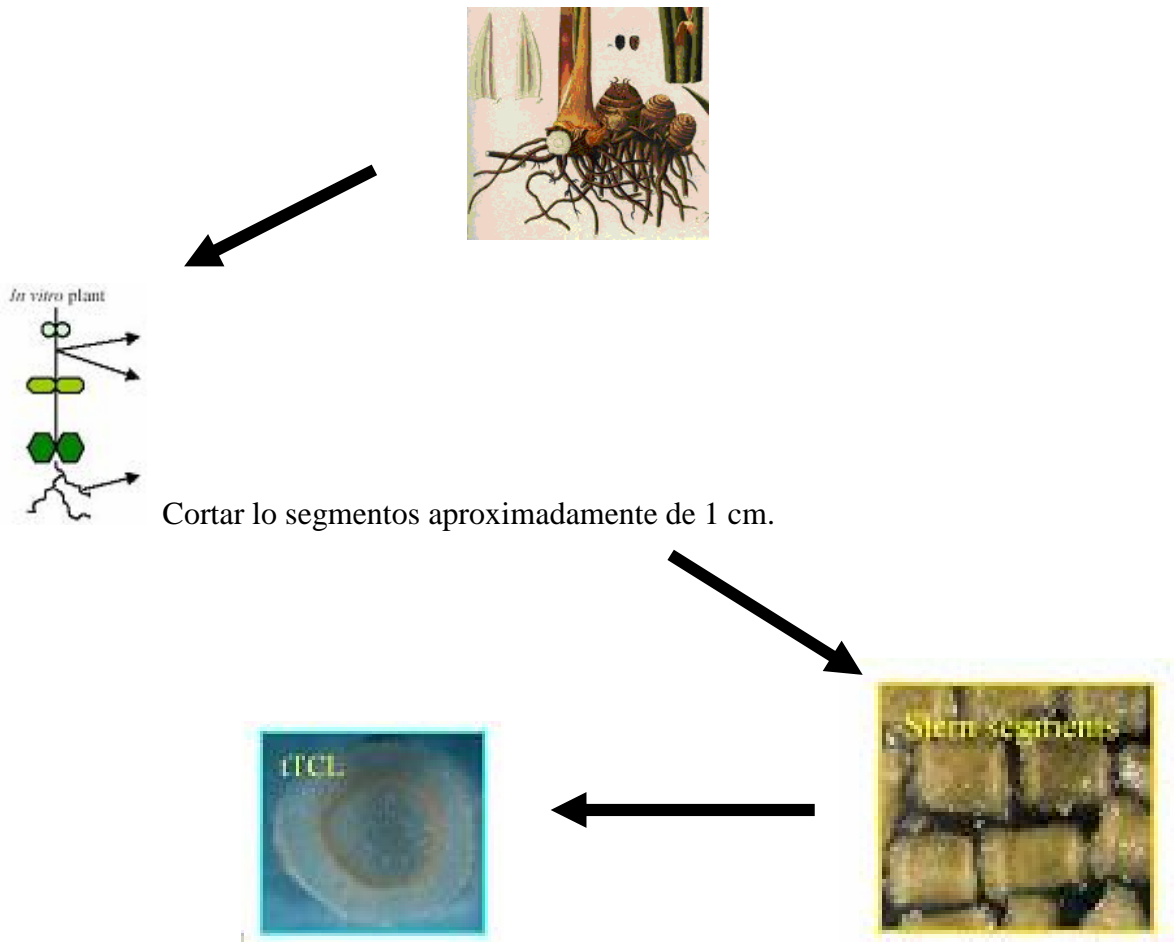 In vitro plant
Cortar lo segmentos aproximadamente de 1 cm.
Stem segments
tTCL